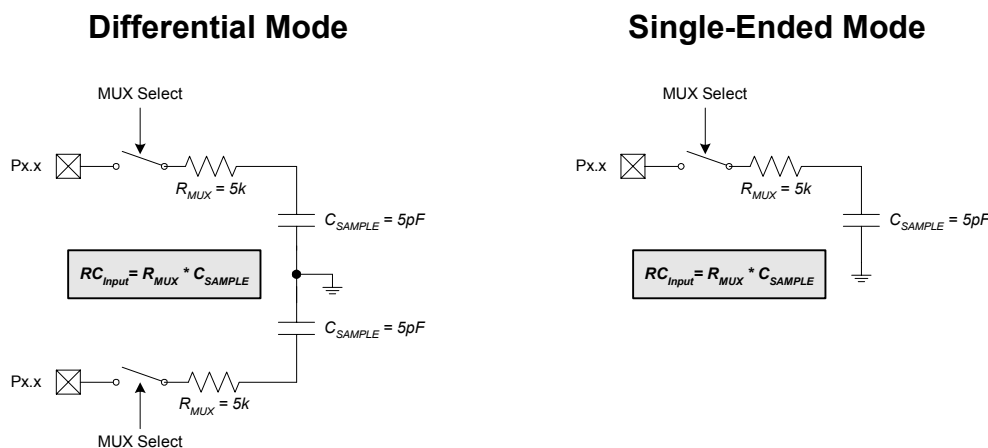 Differential Mode
MUX Select
Px.x
R_MUX = 5k
C_SAMPLE = 5pF
RC_Input = R_MUX * C_SAMPLE
C_SAMPLE = 5pF
Px.x
R_MUX = 5k
MUX Select
Single-Ended Mode
MUX Select
Px.x
R_MUX = 5k
C_SAMPLE = 5pF
RC_Input = R_MUX * C_SAMPLE